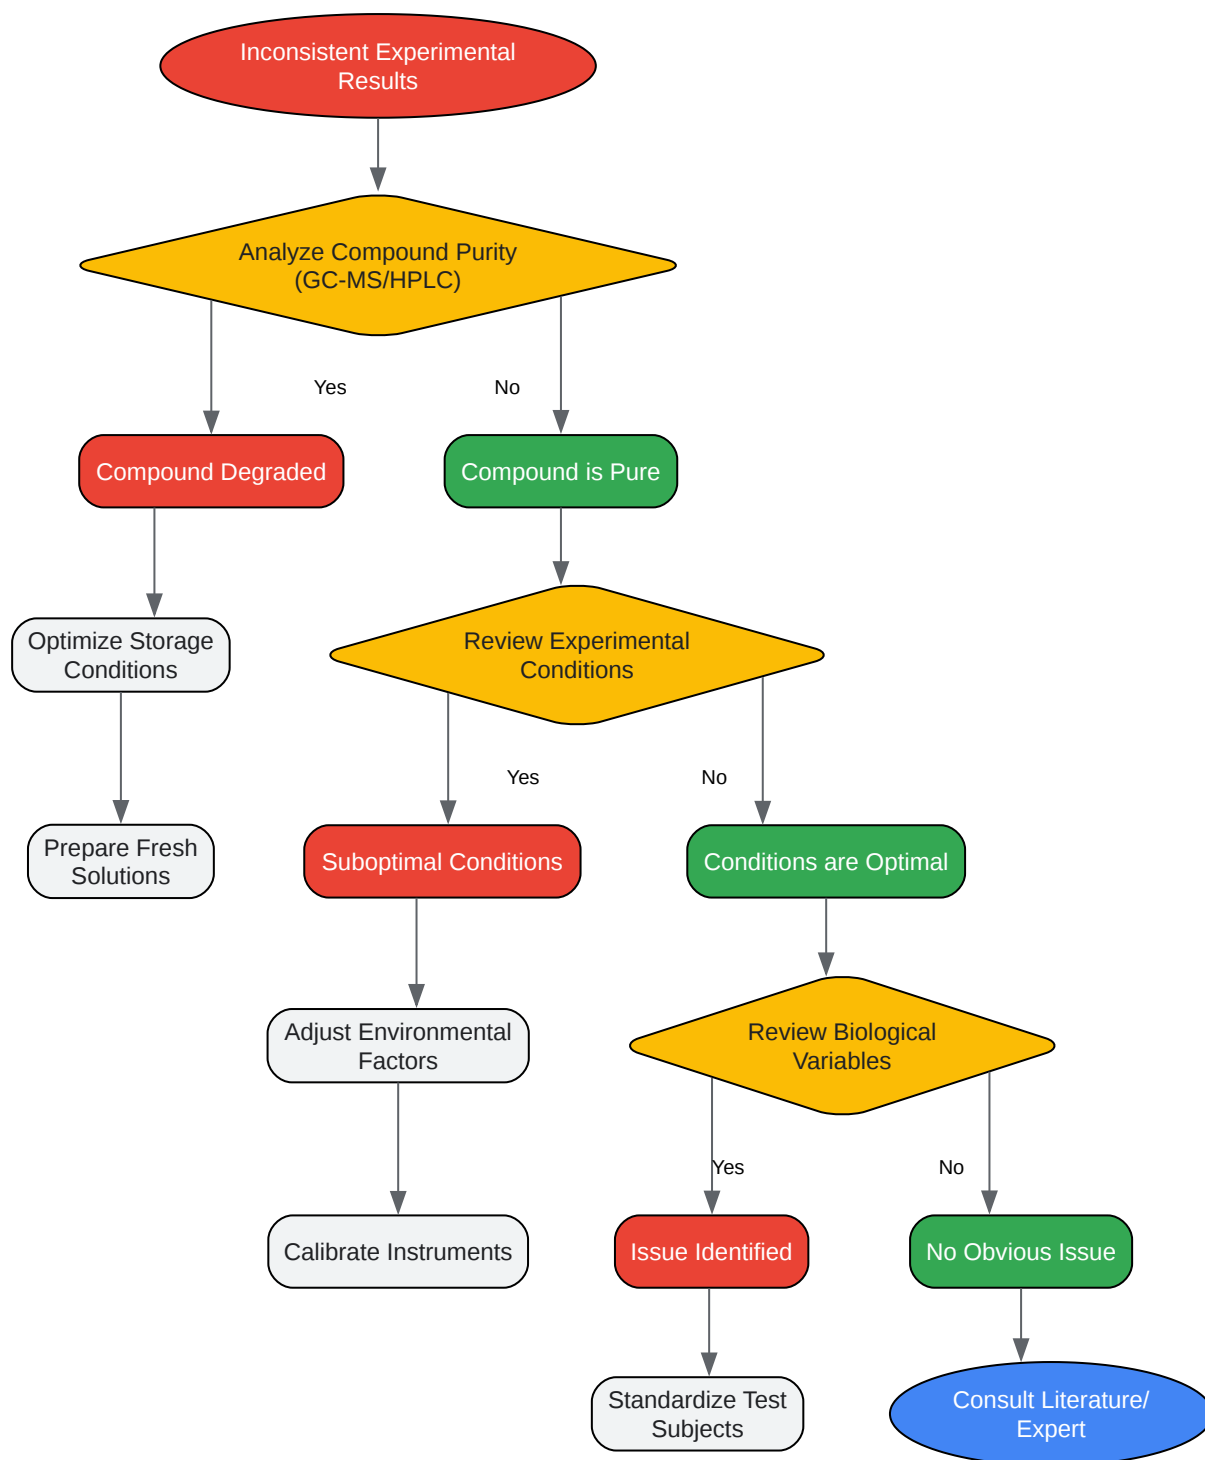 Inconsistent Experimental
Results
Analyze Compound Purity
(GC-MS/HPLC)
Yes
No
Compound Degraded
Compound is Pure
Optimize Storage
Conditions
Review Experimental
Conditions
Yes
No
Prepare Fresh
Solutions
Suboptimal Conditions
Conditions are Optimal
Adjust Environmental
Factors
Review Biological
Variables
Yes
No
Calibrate Instruments
Issue Identified
No Obvious Issue
Standardize Test
Subjects
Consult Literature/
Expert